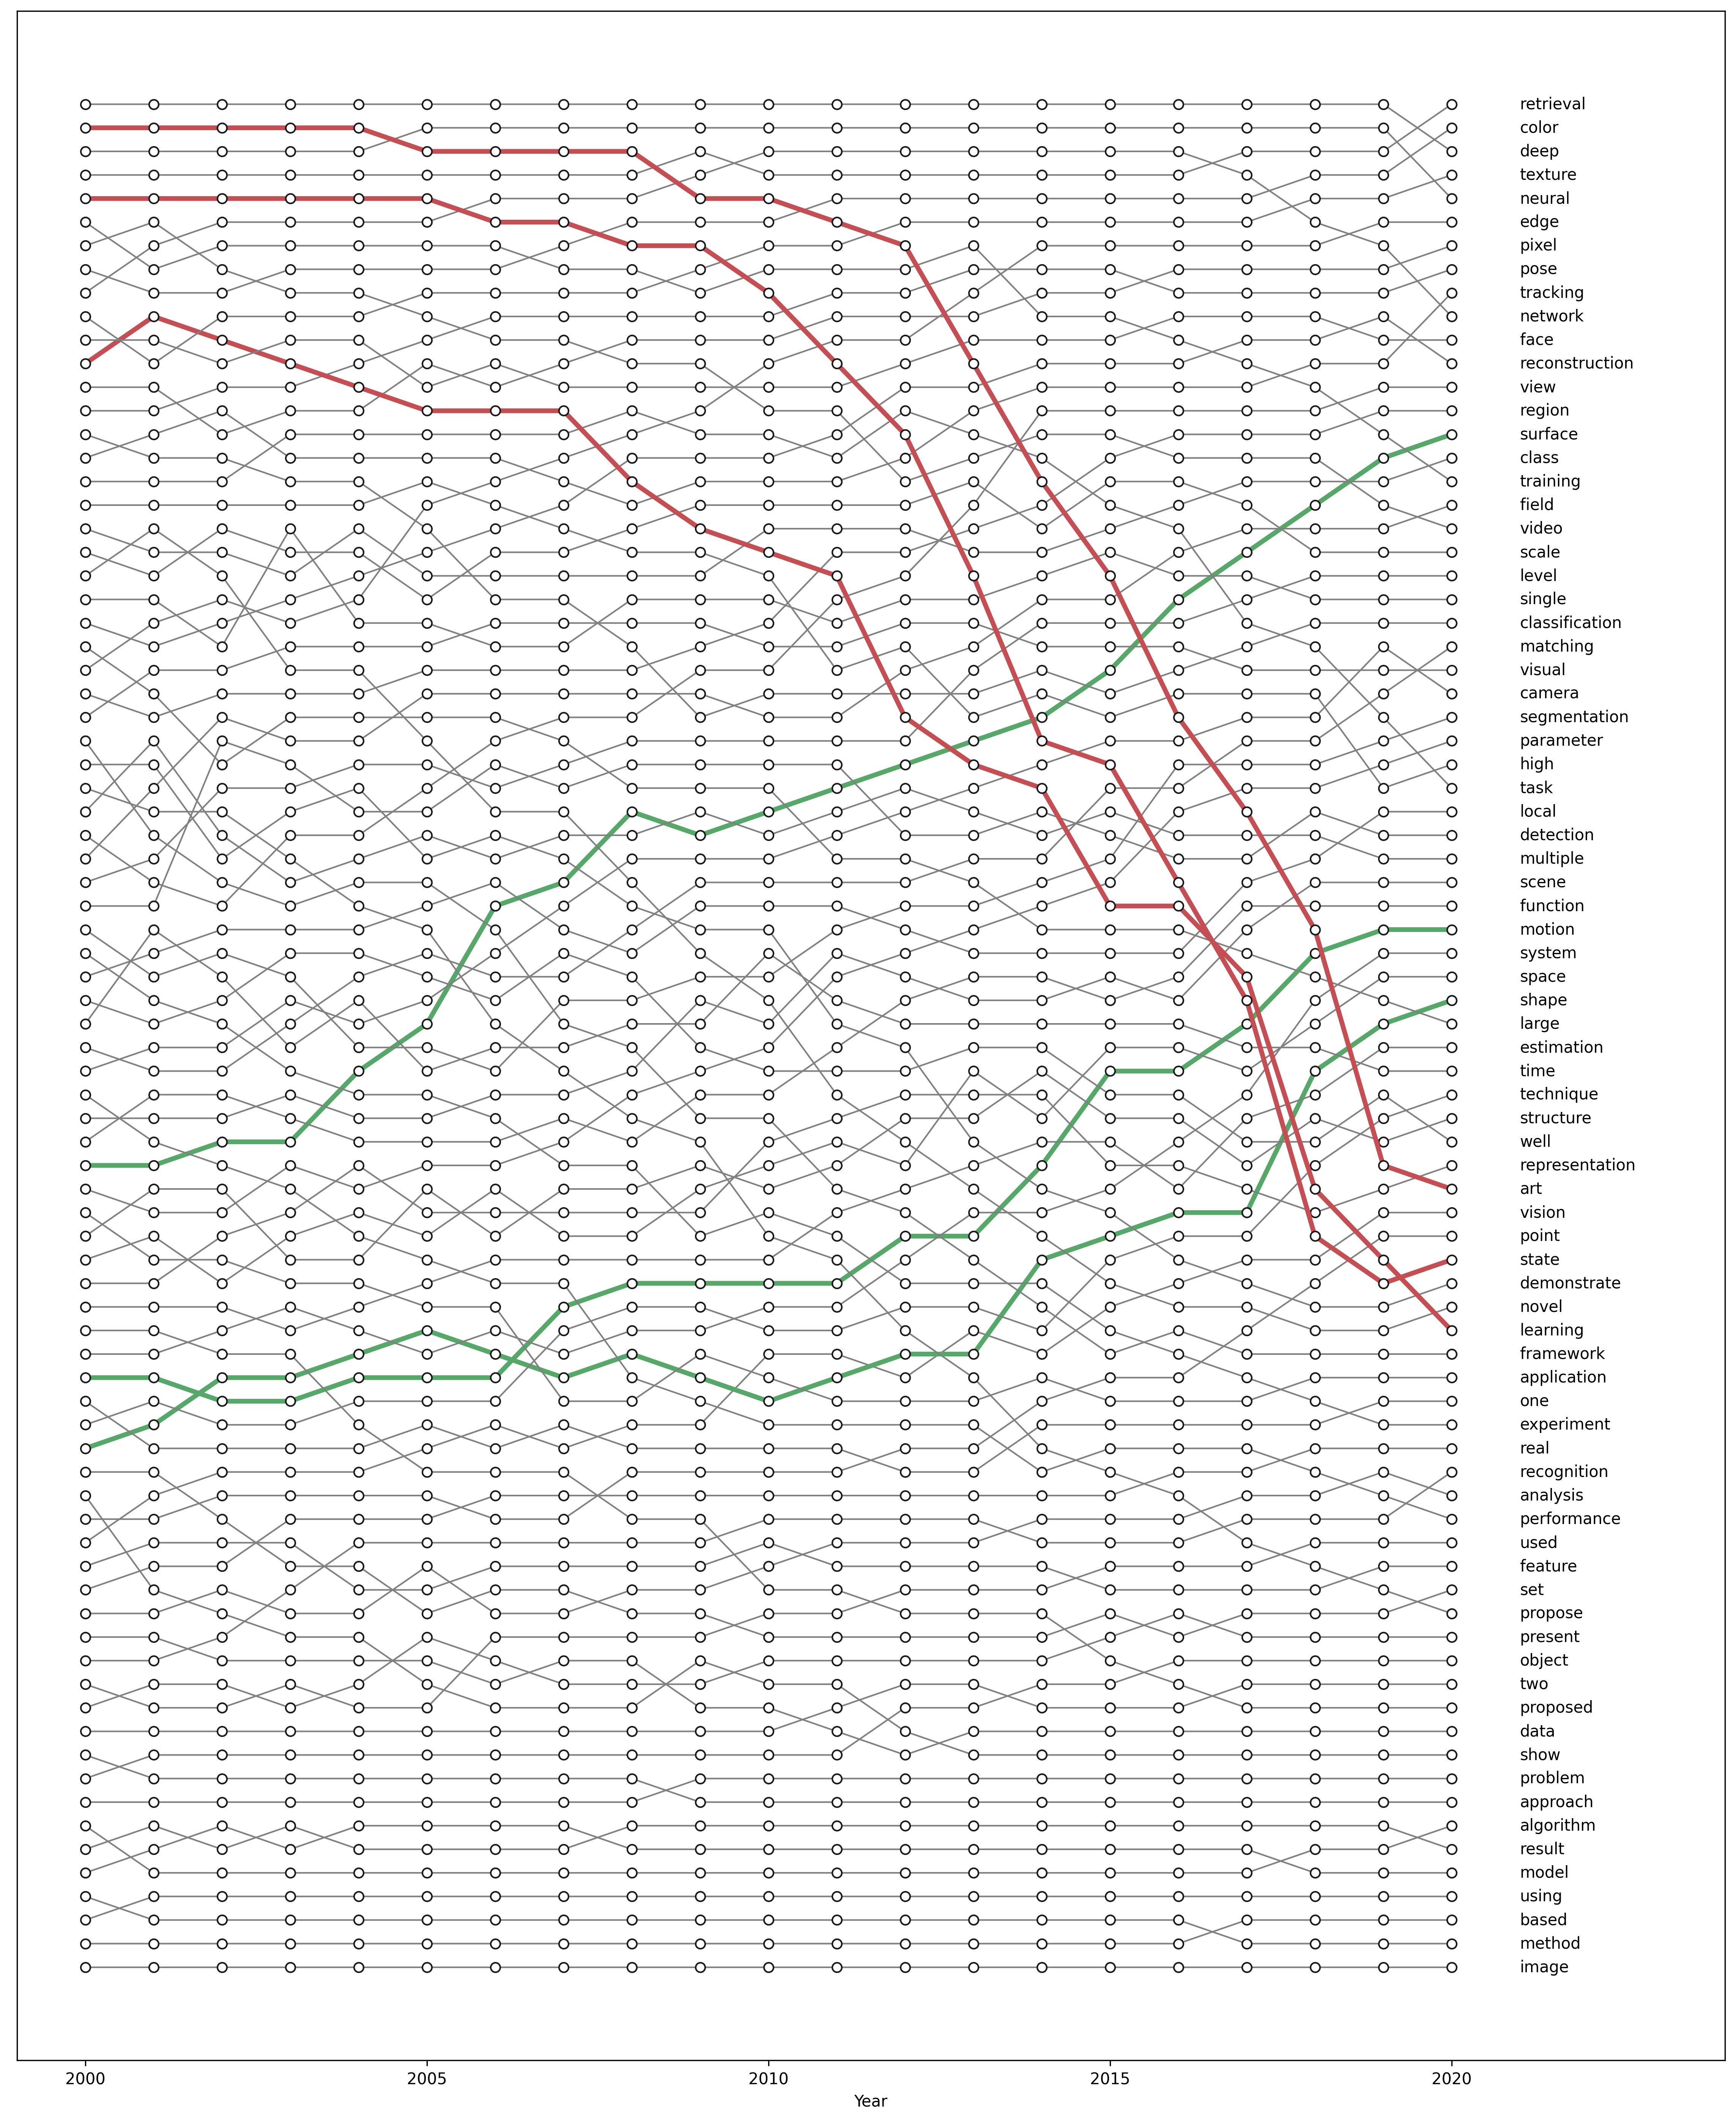 retrieval
color
deep
texture
neural
edge
pixel
pose
tracking
network
face
reconstruction
view
region
surface
class
training
field
video
scale
level
single
classification
matching
visual
camera
segmentation
parameter
high
task
local
detection
multiple
scene
function
motion
system
space
shape
large
estimation
time
technique
structure
well
representation
art
vision
point
state
demonstrate
novel
learning
framework
application
one
experiment
real
recognition
analysis
performance
used
feature
set
propose
present
object
two
proposed
data
show
problem
approach
algorithm
result
model
using
based
method
image
2000 2005 2010 2015 2020
Year